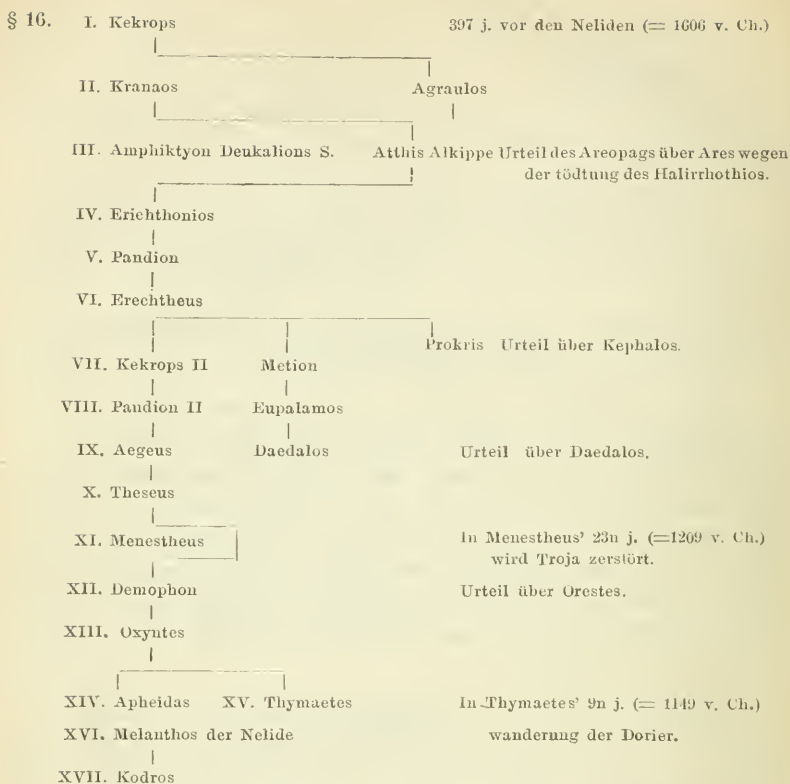 § 16. I. Kekrops 397 j. vor den Neliden (= 1606 v. Ch.)
II. Kranaos Agraulos
III. Amphiktyon Deukalions S. Atthis Alkippe Urteil des Areopags über Ares wegen
der tödtung des Halirrhothios.
IV. Erichthonios
V. Pandion
VI. Erechtheus
Prokris Urteil über Kephalos.
VII. Kekrops II Metion
VIII. Pandion II Eupalamos
IX. Aegeus Daedalos Urteil über Daedalos.
X. Theseus
XI. Menestheus In Menestheus' 23n j. (=1209 v. Ch.)
wird Troja zerstört.
XII. Demophon Urteil über Orestes.
XIII. Oxyntes
XIV. Apheidas XV. Thymaetes In Thymaetes' 9n j. (= 1149 v. Ch.)
XVI. Melanthos der Nelide wanderung der Dorier.
XVII. Kodros